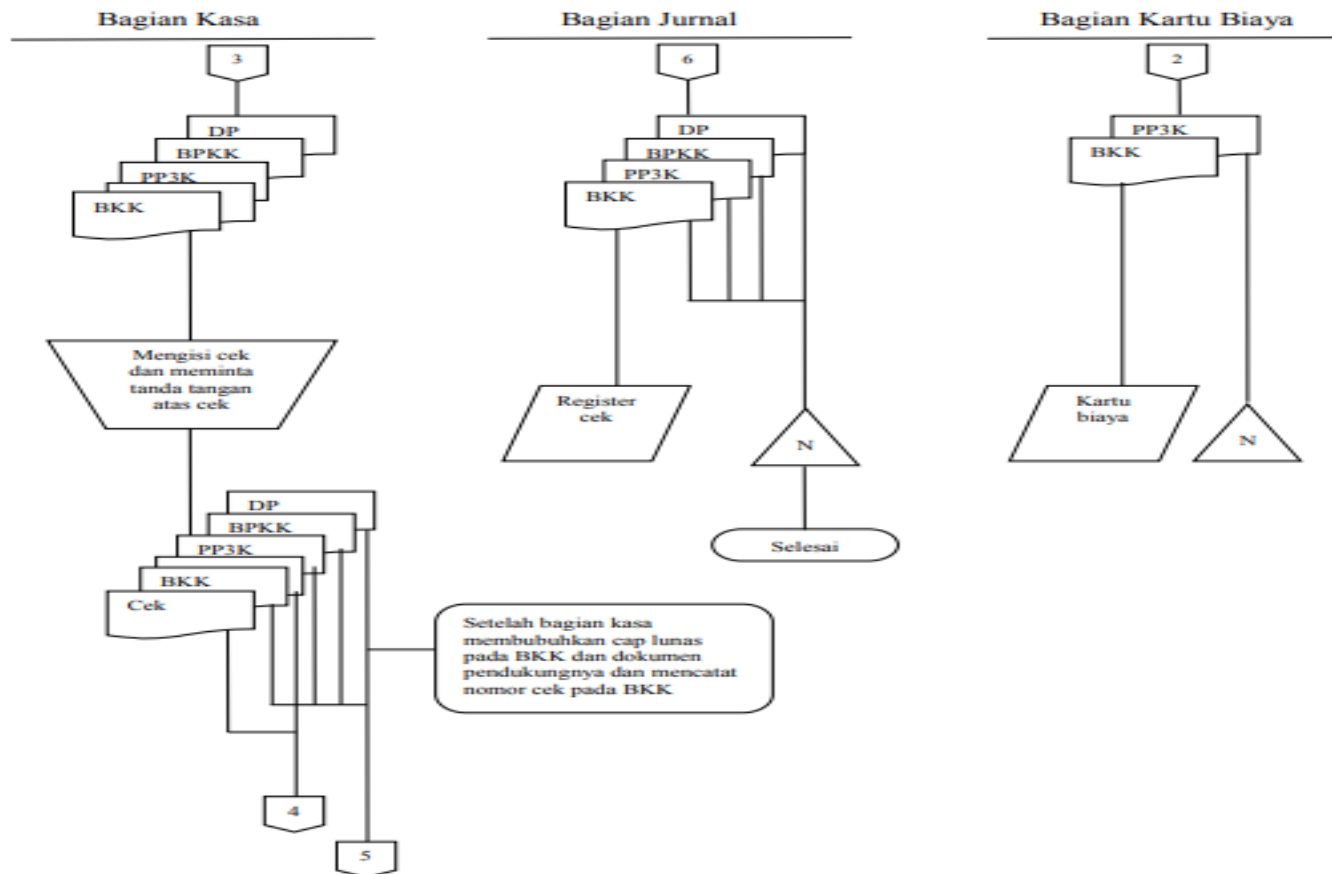 Bagian Kasa
3
DP
BPKK
PP3K
BKK
Mengisi cek
dan meminta
tanda tangan
atas cek
DP
BPKK
PP3K
BKK
Cek
Setelah bagian kasa
membubuhkan cap lunas
pada BKK dan dokumen
pendukungnya dan mencatat
nomor cek pada BKK
4
5
Bagian Jurnal
6
DP
BPKK
PP3K
BKK
Register
cek
N
Selesai
Bagian Kartu Biaya
2
PP3K
BKK
Kartu
biaya
N